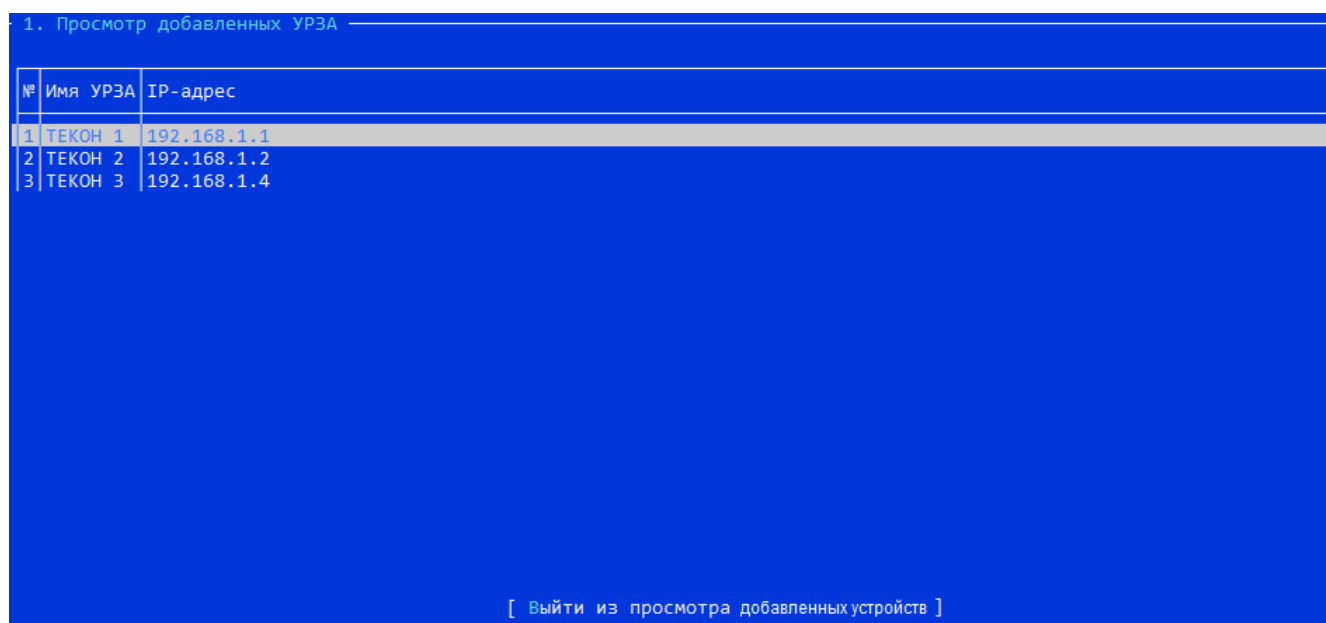 1. Просмотр добавленных УРЗА
№ Имя УРЗА IP-адрес
1 ТЕКОН 1 192.168.1.1
2 ТЕКОН 2 192.168.1.2
3 ТЕКОН 3 192.168.1.4
[ Выйти из просмотра добавленных устройств ]